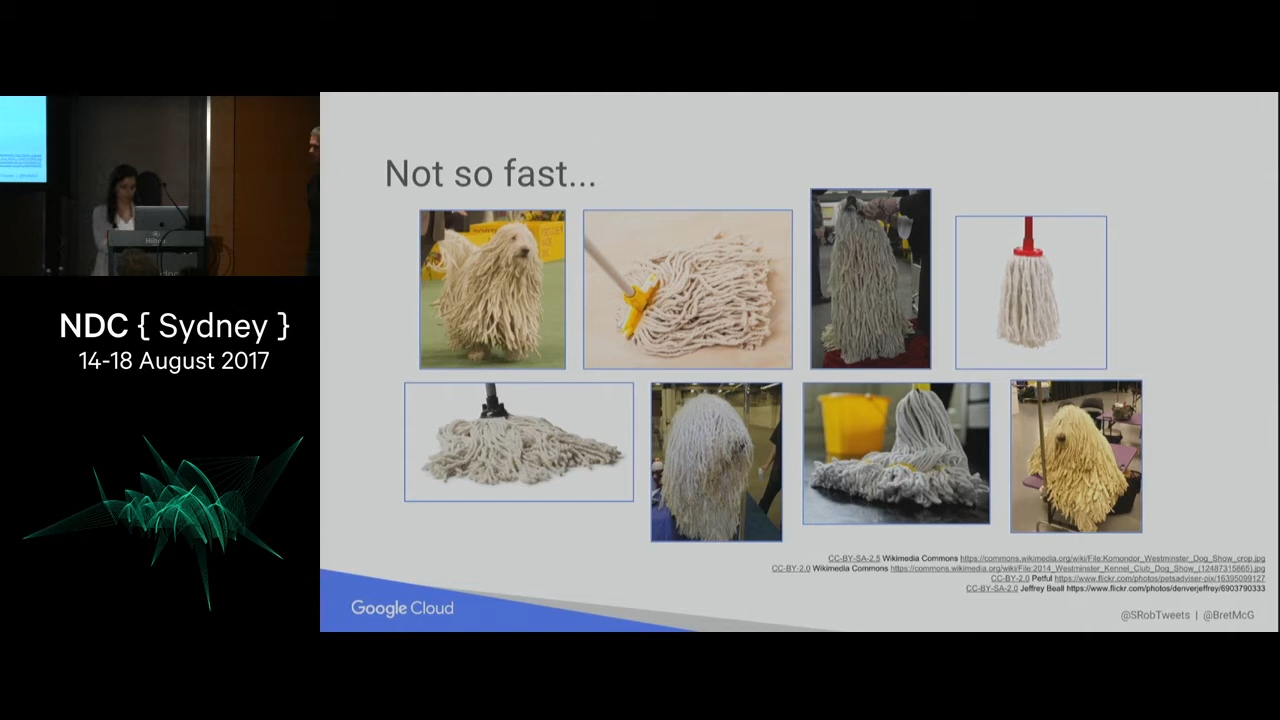 Not so fast...
Hilton
NDC { Sydney }
14-18 August 2017
CC-BY-SA-2.5 Wikimedia Commons https://commons.wikimedia.org/wiki/File:Komondor_Westminster_Dog_Show_crop.jpg
CC-BY-2.0 Wikimedia Commons https://commons.wikimedia.org/wiki/File:2014_Westminster_Kennel_Club_Dog_Show_(12487315865).jpg
CC-BY-2.0 Petful https://www.flickr.com/photos/petsadviser-pix/16395099127
CC-BY-SA-2.0 Jeffrey Beall https://www.flickr.com/photos/denverjeffrey/6903790333
Google Cloud
@SRobTweets | @BretMcG